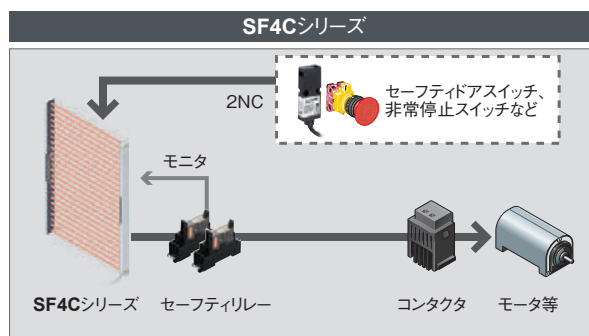 SF4Cシリーズ
2NC
セーフティドアスイッチ、
非常停止スイッチなど
モニタ
SF4Cシリーズ
セーフティリレー
コンタクタ
モータ等